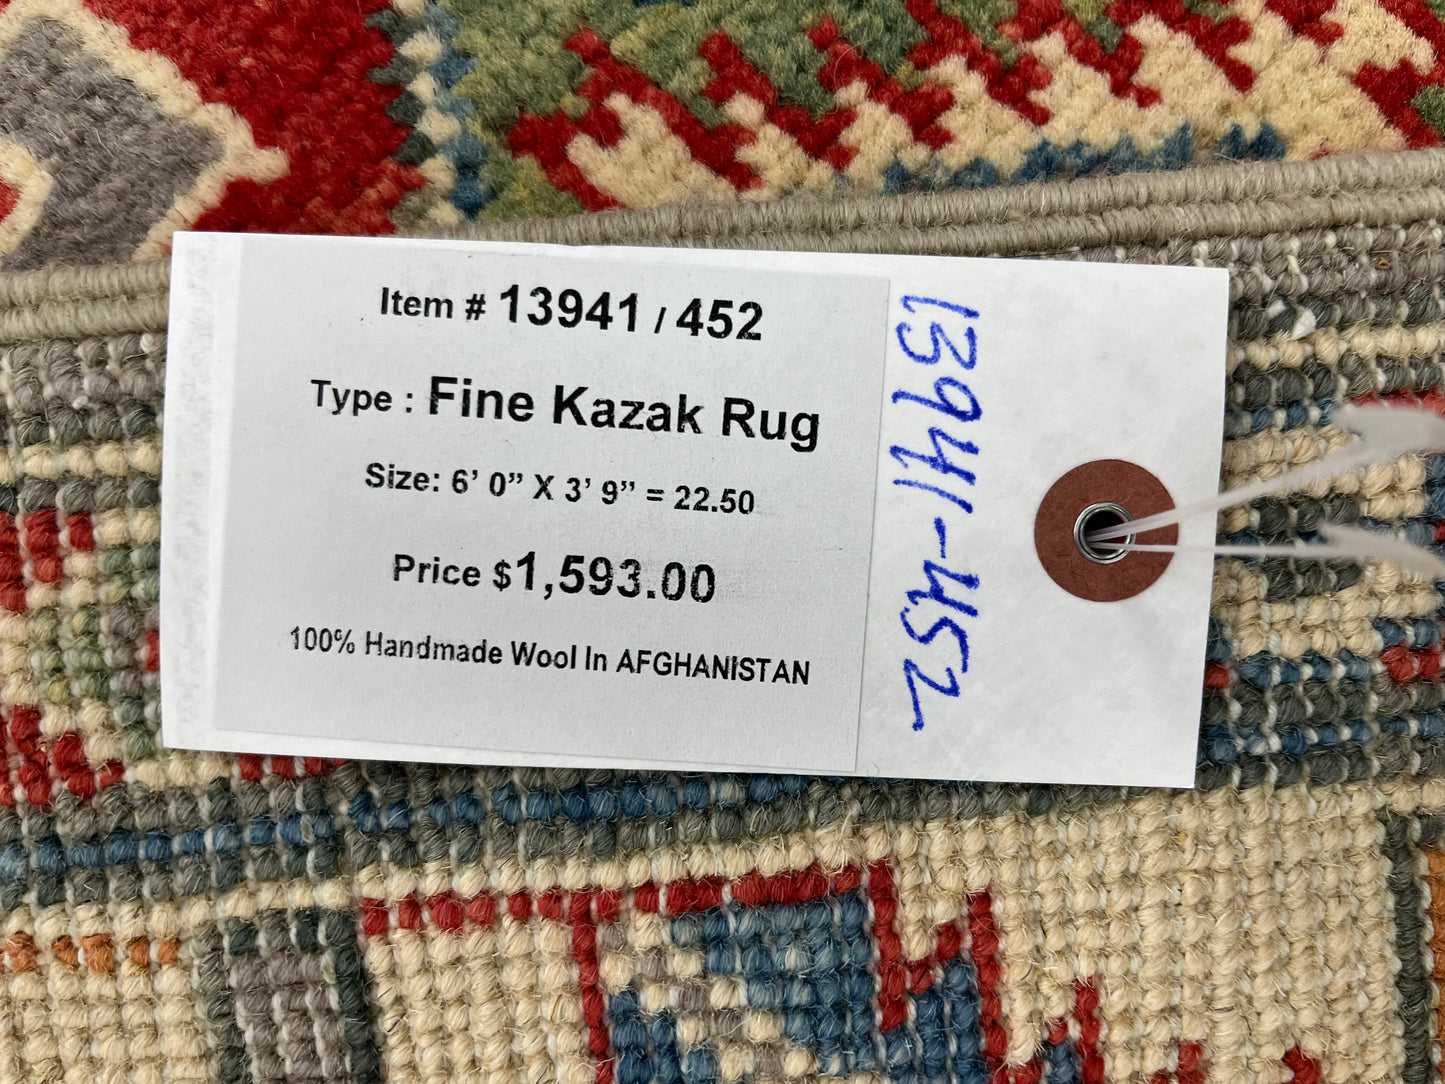 Item # 13941 / 452
Type : Fine Kazak Rug
Size: 6’ 0” X 3’ 9” = 22.50
Price $1,593.00
100% Handmade Wool In AFGHANISTAN
13941-452